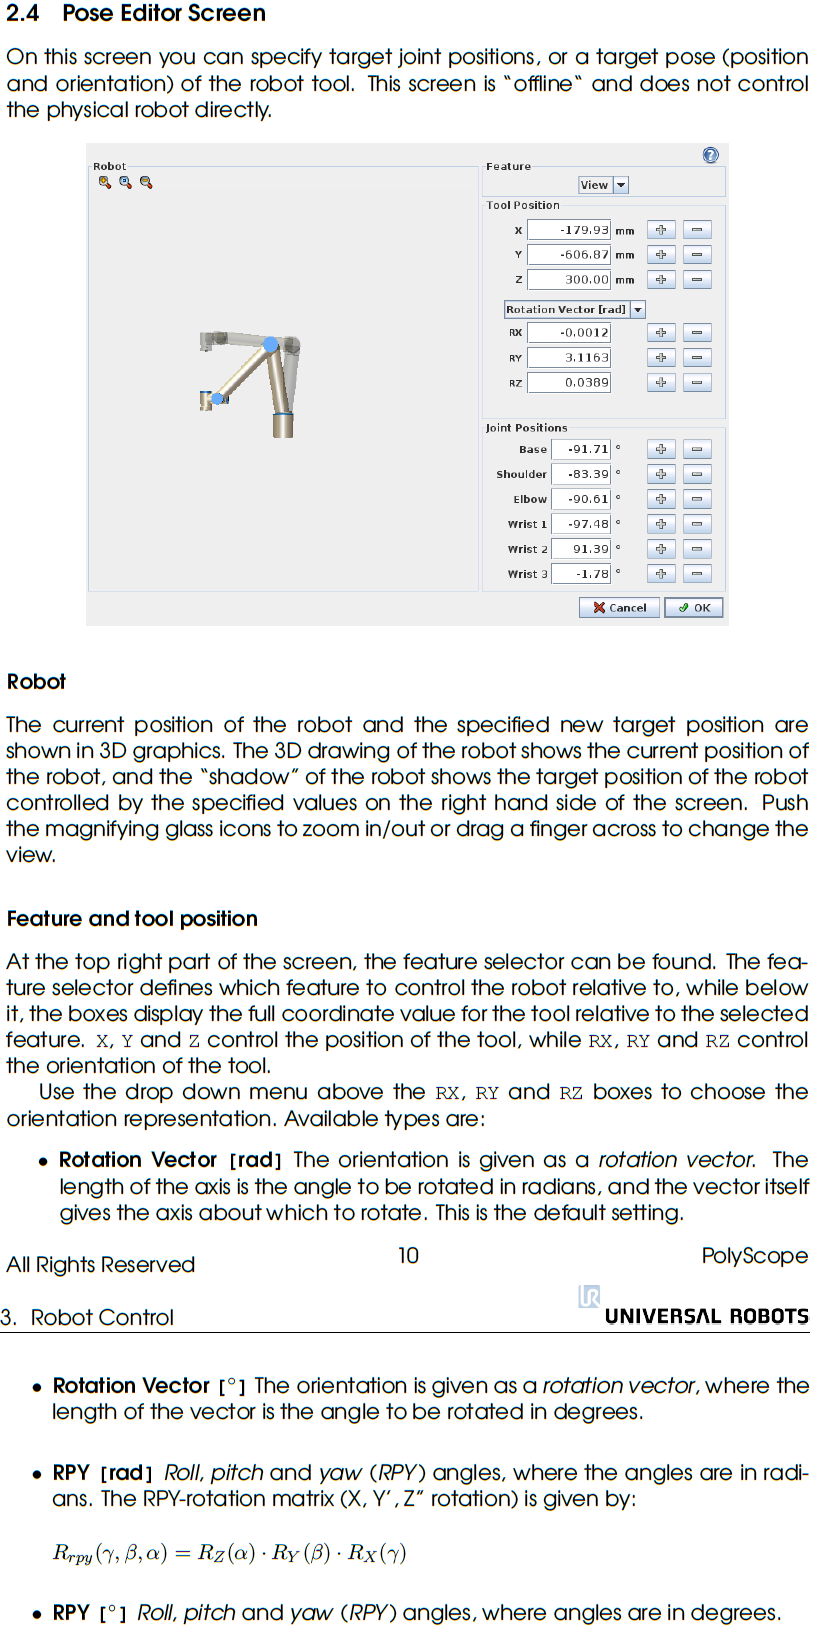 2.4 Pose Editor Screen
On this screen you can specify target joint positions, or a target pose (position
and orientation) of the robot tool. This screen is “offline“ and does not control
the physical robot directly.
Robot
Feature
View
Tool Position
X -179.93 mm
Y -606.87 mm
Z 300.00 mm
Rotation Vector [rad]
RX -0.0012
RY 3.1163
RZ 0.0389
Joint Positions
Base -91.71 °
Shoulder -83.39 °
Elbow -90.61 °
Wrist 1 -97.48 °
Wrist 2 91.39 °
Wrist 3 -1.78 °
Cancel OK
Robot
The current position of the robot and the specified new target position are
shown in 3D graphics. The 3D drawing of the robot shows the current position of
the robot, and the “shadow” of the robot shows the target position of the robot
controlled by the specified values on the right hand side of the screen. Push
the magnifying glass icons to zoom in/out or drag a finger across to change the
view.
Feature and tool position
At the top right part of the screen, the feature selector can be found. The fea-
ture selector defines which feature to control the robot relative to, while below
it, the boxes display the full coordinate value for the tool relative to the selected
feature. X, Y and Z control the position of the tool, while RX, RY and RZ control
the orientation of the tool.
Use the drop down menu above the RX, RY and RZ boxes to choose the
orientation representation. Available types are:
• Rotation Vector [rad] The orientation is given as a rotation vector. The
length of the axis is the angle to be rotated in radians, and the vector itself
gives the axis about which to rotate. This is the default setting.
All Rights Reserved 10 PolyScope
3. Robot Control UR UNIVERSAL ROBOTS
• Rotation Vector [°] The orientation is given as a rotation vector, where the
length of the vector is the angle to be rotated in degrees.
• RPY [rad] Roll, pitch and yaw (RPY) angles, where the angles are in radi-
ans. The RPY-rotation matrix (X, Y’, Z” rotation) is given by:
R_rpy(γ, β, α) = R_Z(α) · R_Y(β) · R_X(γ)
• RPY [°] Roll, pitch and yaw (RPY) angles, where angles are in degrees.